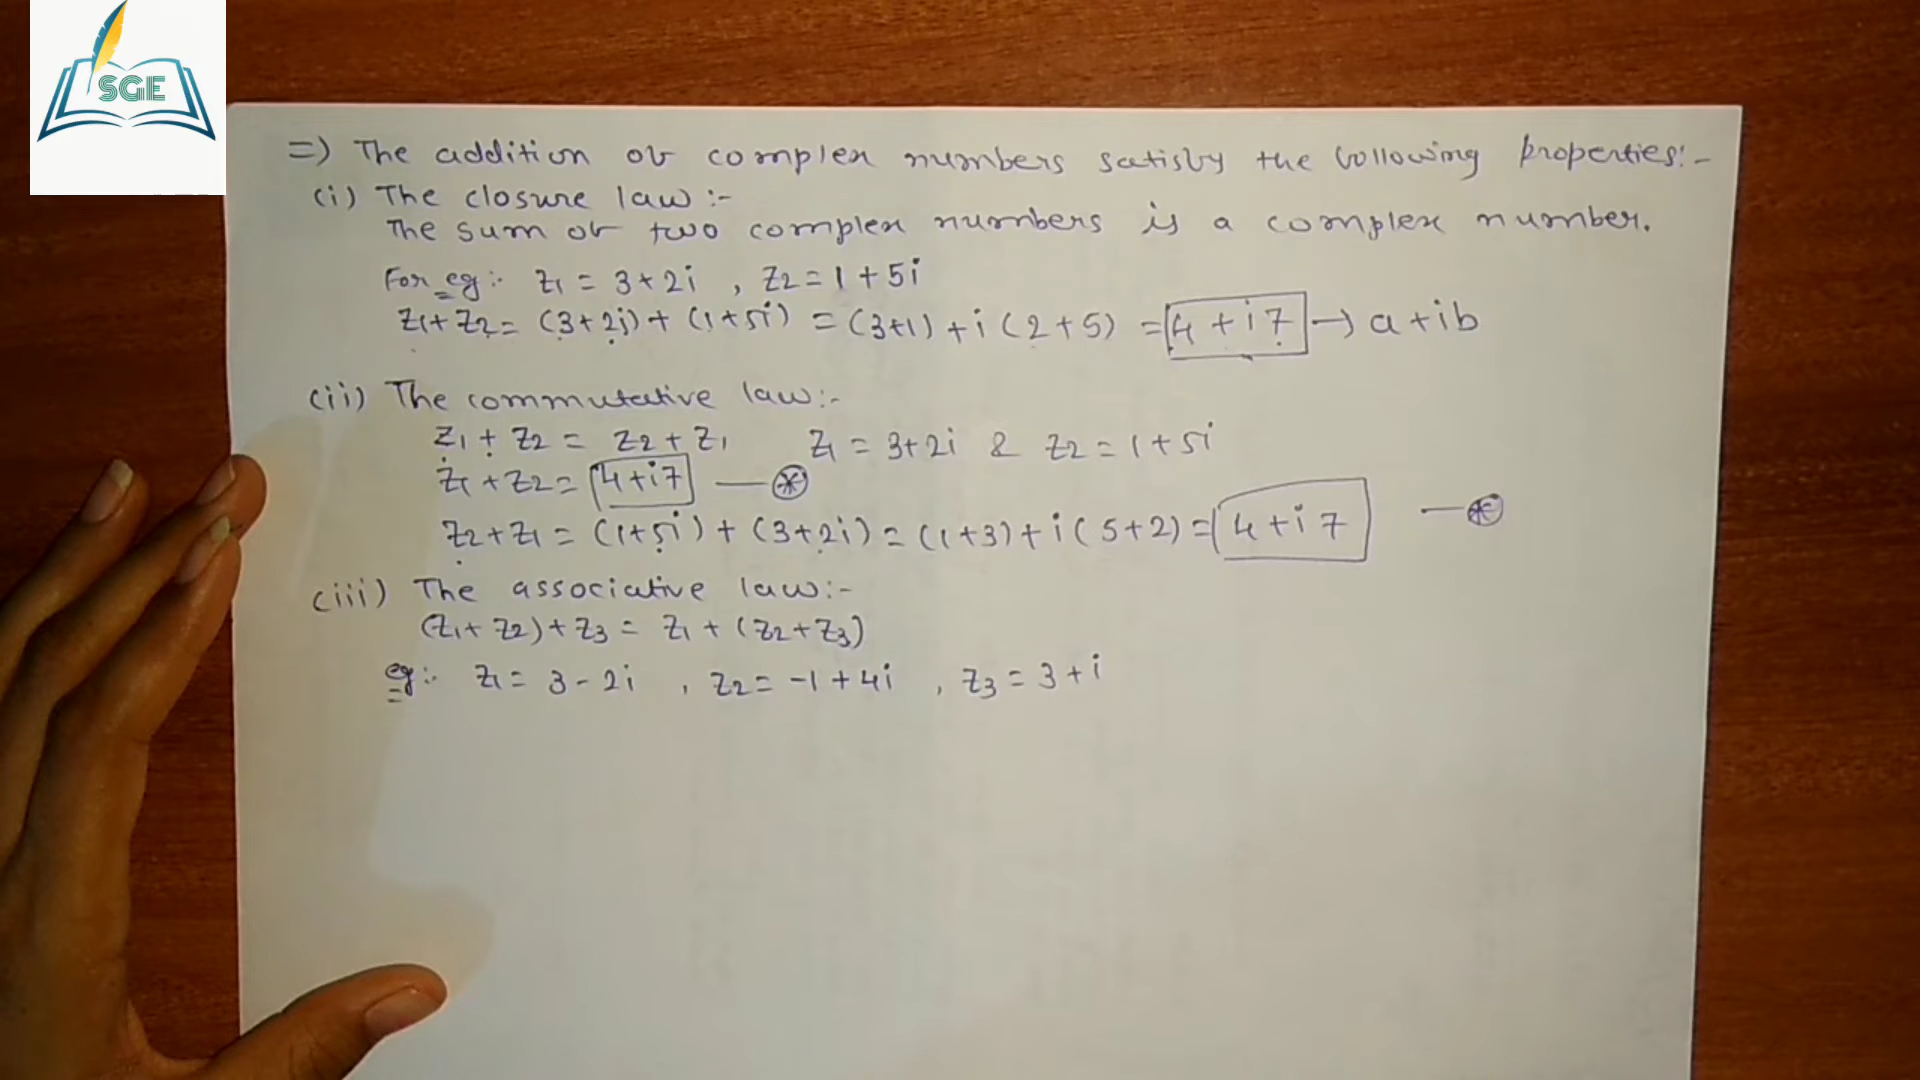 SGE
=) The addition of complex numbers satisfy the following properties:-
(i) The closure law:-
The sum of two complex numbers is a complex number.
For eg:- z1 = 3+2i , z2 = 1+5i
z1+z2 = (3+2i)+(1+5i) = (3+1)+i(2+5) = 4+i7 → a+ib
(ii) The commutative law:-
z1+z2 = z2+z1 z1 = 3+2i & z2 = 1+5i
z1+z2 = 4+i7 — ⊛
z2+z1 = (1+5i)+(3+2i) = (1+3)+i(5+2) = 4+i7 — ⊛
(iii) The associative law:-
(z1+z2)+z3 = z1+(z2+z3)
eg:- z1 = 3-2i , z2 = -1+4i , z3 = 3+i